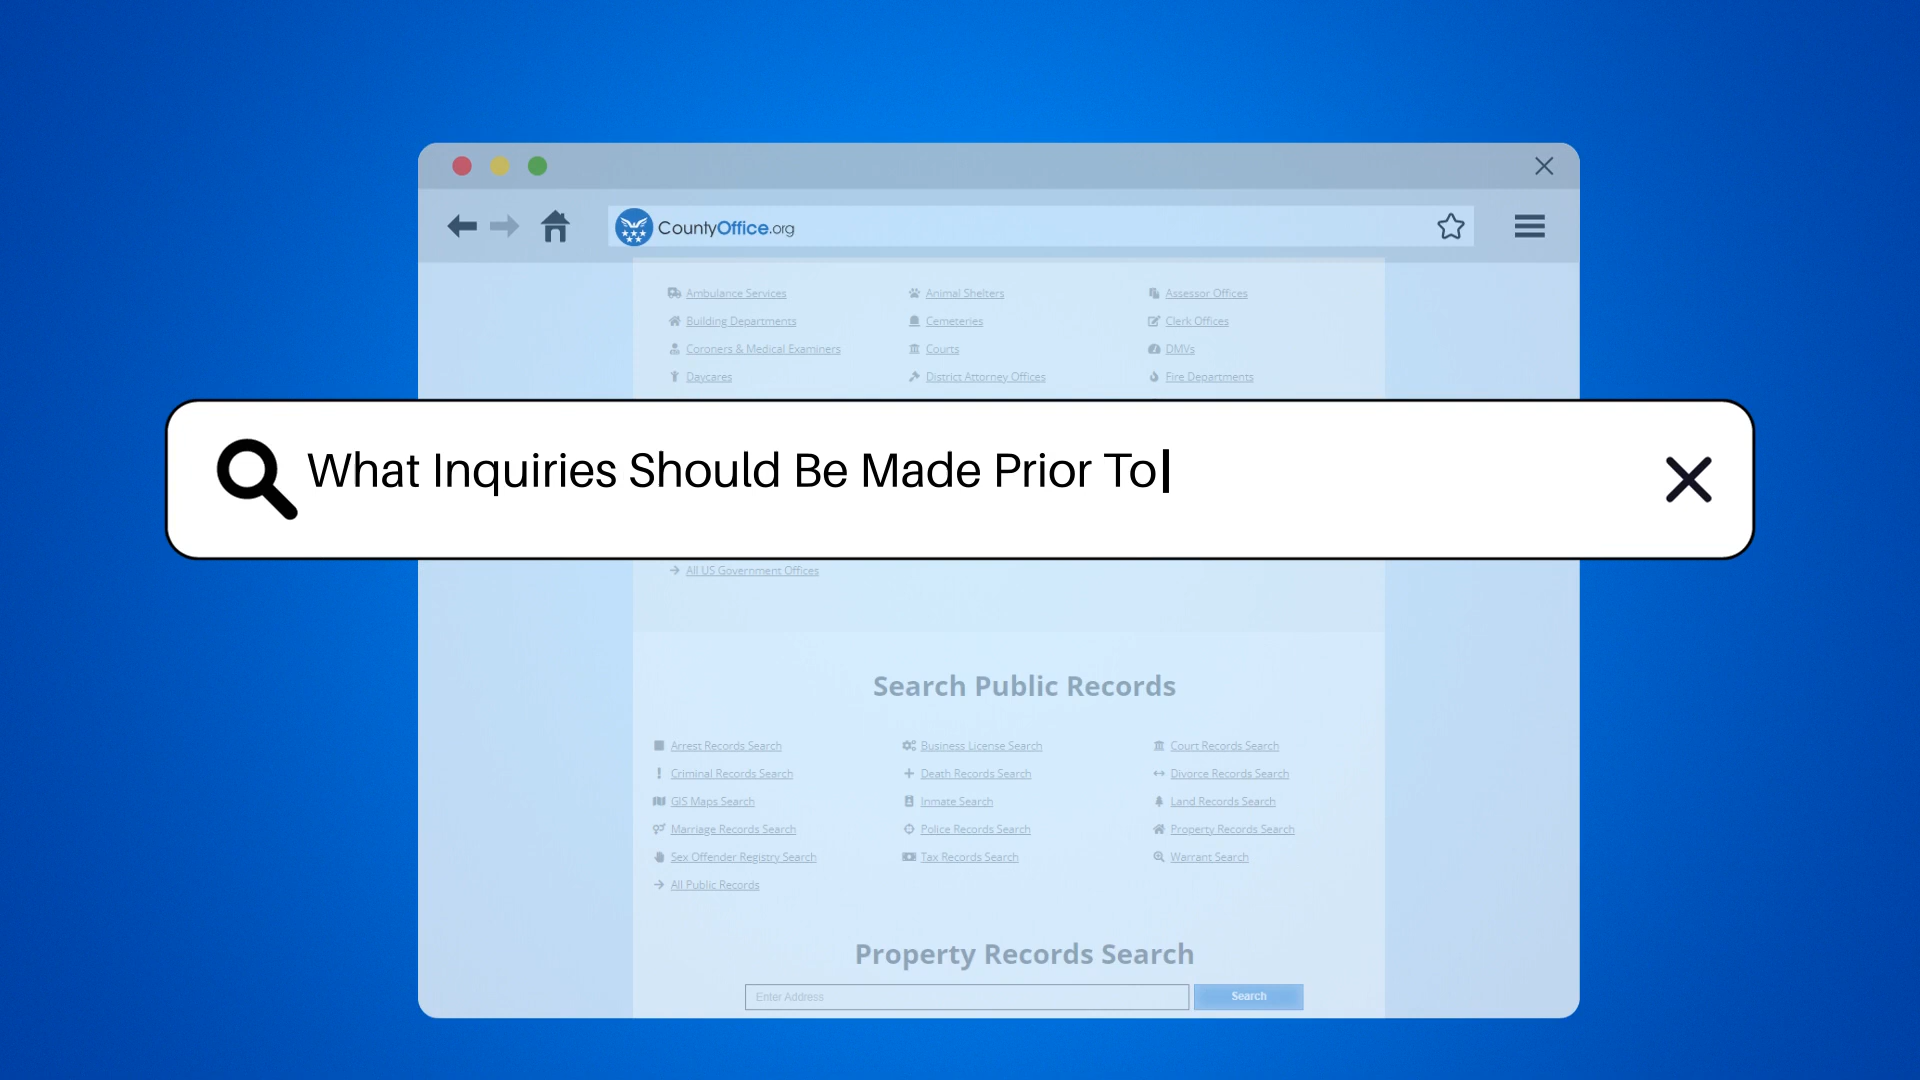 CountyOffice.org
Ambulance Services Animal Shelters Assessor Offices
Building Departments Cemeteries Clerk Offices
Coroners & Medical Examiners Courts DMVs
Daycares District Attorney Offices Fire Departments
What Inquiries Should Be Made Prior To
All US Government Offices
Search Public Records
Arrest Records Search Business License Search Court Records Search
Criminal Records Search Death Records Search Divorce Records Search
GIS Maps Search Inmate Search Land Records Search
Marriage Records Search Police Records Search Property Records Search
Sex Offender Registry Search Tax Records Search Warrant Search
All Public Records
Property Records Search
Enter Address Search